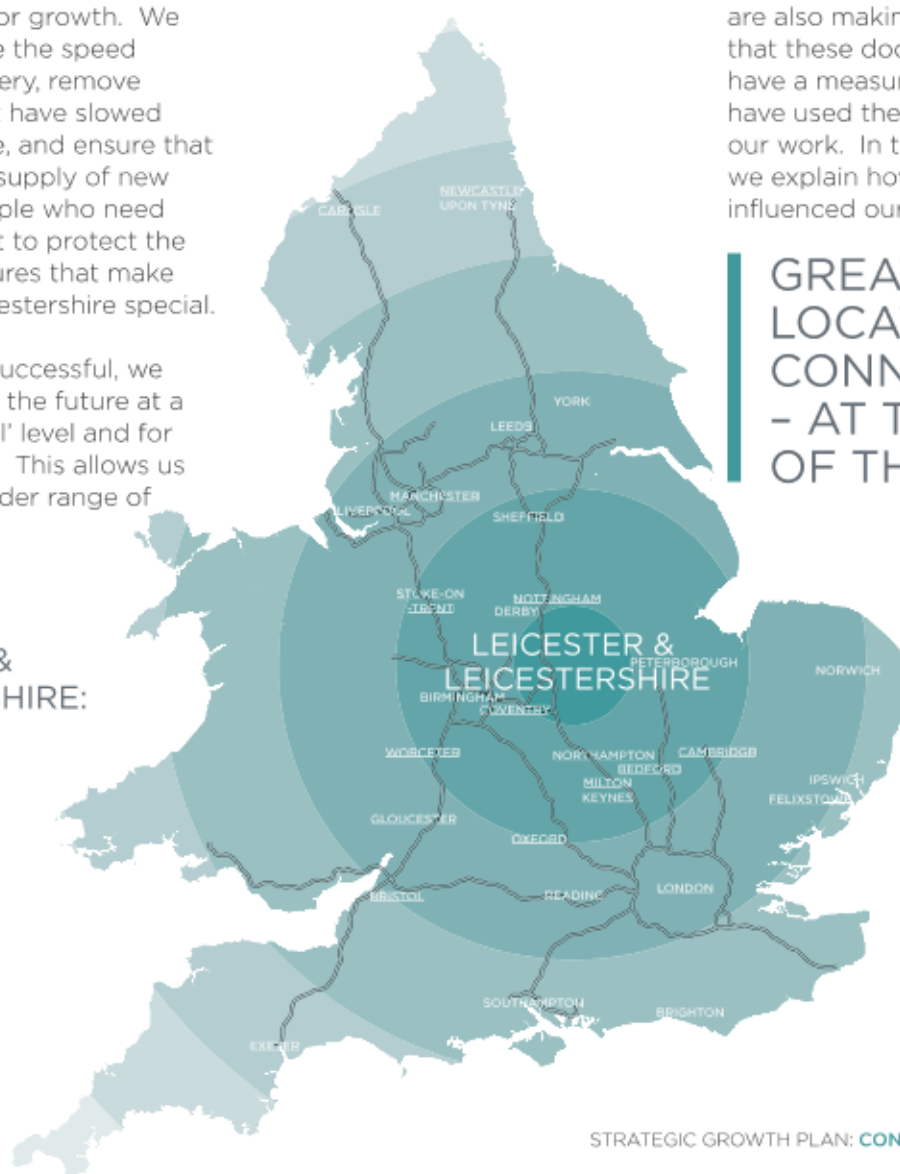 or growth. We
e the speed
ery, remove
t have slowed
e, and ensure that
supply of new
ple who need
t to protect the
ures that make
estershire special.
uccessful, we
the future at a
l' level and for
This allows us
der range of
&
HIRE:
are also makin
that these doc
have a measur
have used the
our work. In t
we explain how
influenced our
GREA
LOCA
CONN
– AT T
OF TH
CARLISLE
NEWCASTLE
UPON TYNE
YORK
LEEDS
MANCHESTER
LIVERPOOL
SHEFFIELD
STOKE-ON
-TRENT
NOTTINGHAM
DERBY
LEICESTER &
LEICESTERSHIRE
PETERBOROUGH
NORWICH
BIRMINGHAM
COVENTRY
WORCETER
NORTHAMPTON
CAMBRIDGE
BEDFORD
MILTON
KEYNES
IPSWICH
FELIXSTOWE
GLOUCESTER
OXFORD
BRISTOL
READING
LONDON
SOUTHAMPTON
BRIGHTON
EXETER
STRATEGIC GROWTH PLAN: CON